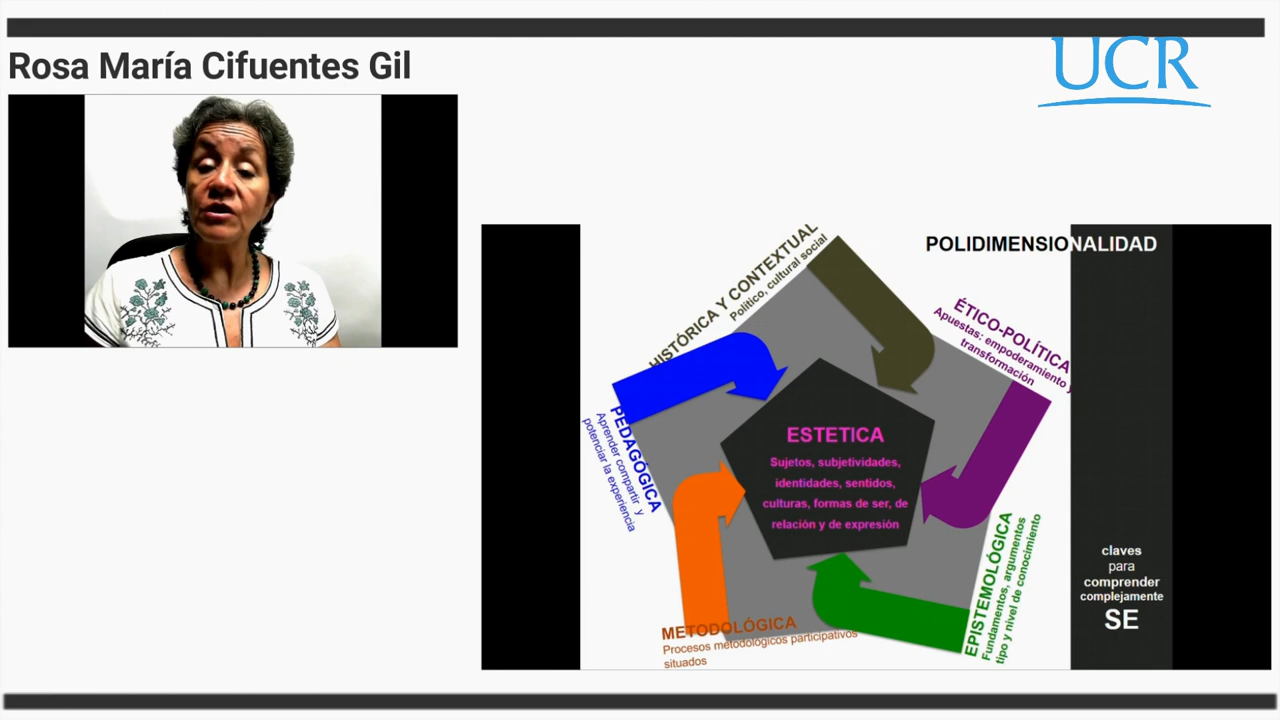 Rosa María Cifuentes Gil
UCR
POLIDIMENSIONALIDAD
HISTÓRICA Y CONTEXTUAL
Político, cultural social
ÉTICO-POLÍTICA
Apuestas: empoderamiento y
transformación
PEDAGÓGICA
Aprender compartir y
potenciar la experiencia
ESTETICA
Sujetos, subjetividades,
identidades, sentidos,
culturas, formas de ser, de
relación y de expresión
EPISTEMOLÓGICA
Fundamentos, argumentos
tipo y nivel de conocimiento
METODOLÓGICA
Procesos metodológicos participativos
situados
claves
para
comprender
complejamente
SE